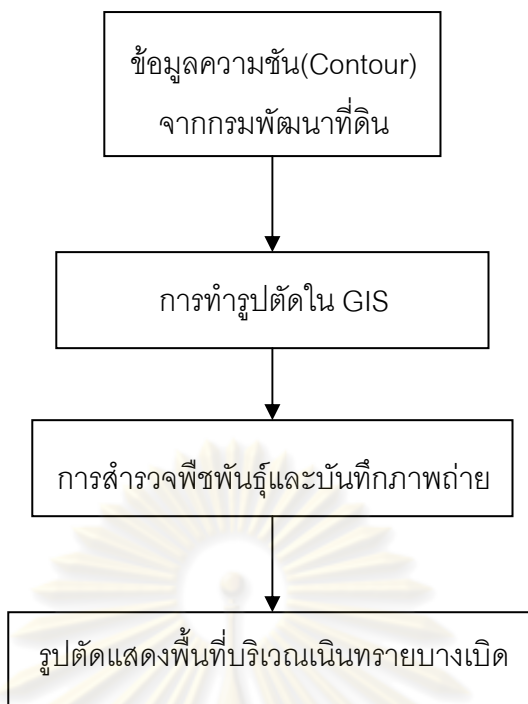 ข้อมูลความชัน(Contour)
จากกรมพัฒนาที่ดิน
การทำรูปตัดใน GIS
การสำรวจพืชพันธุ์และบันทึกภาพถ่าย
รูปตัดแสดงพื้นที่บริเวณเนินทรายบางเบิด